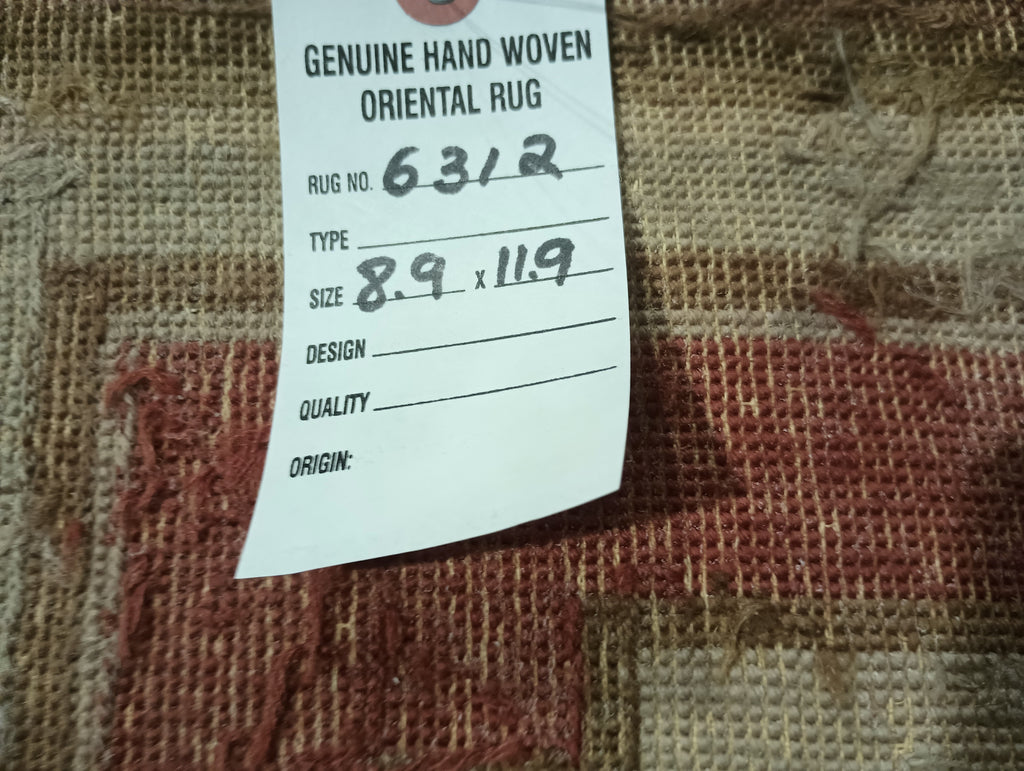 GENUINE HAND WOVEN
ORIENTAL RUG
RUG NO. 6312
TYPE
SIZE 8.9 x 11.9
DESIGN
QUALITY
ORIGIN: